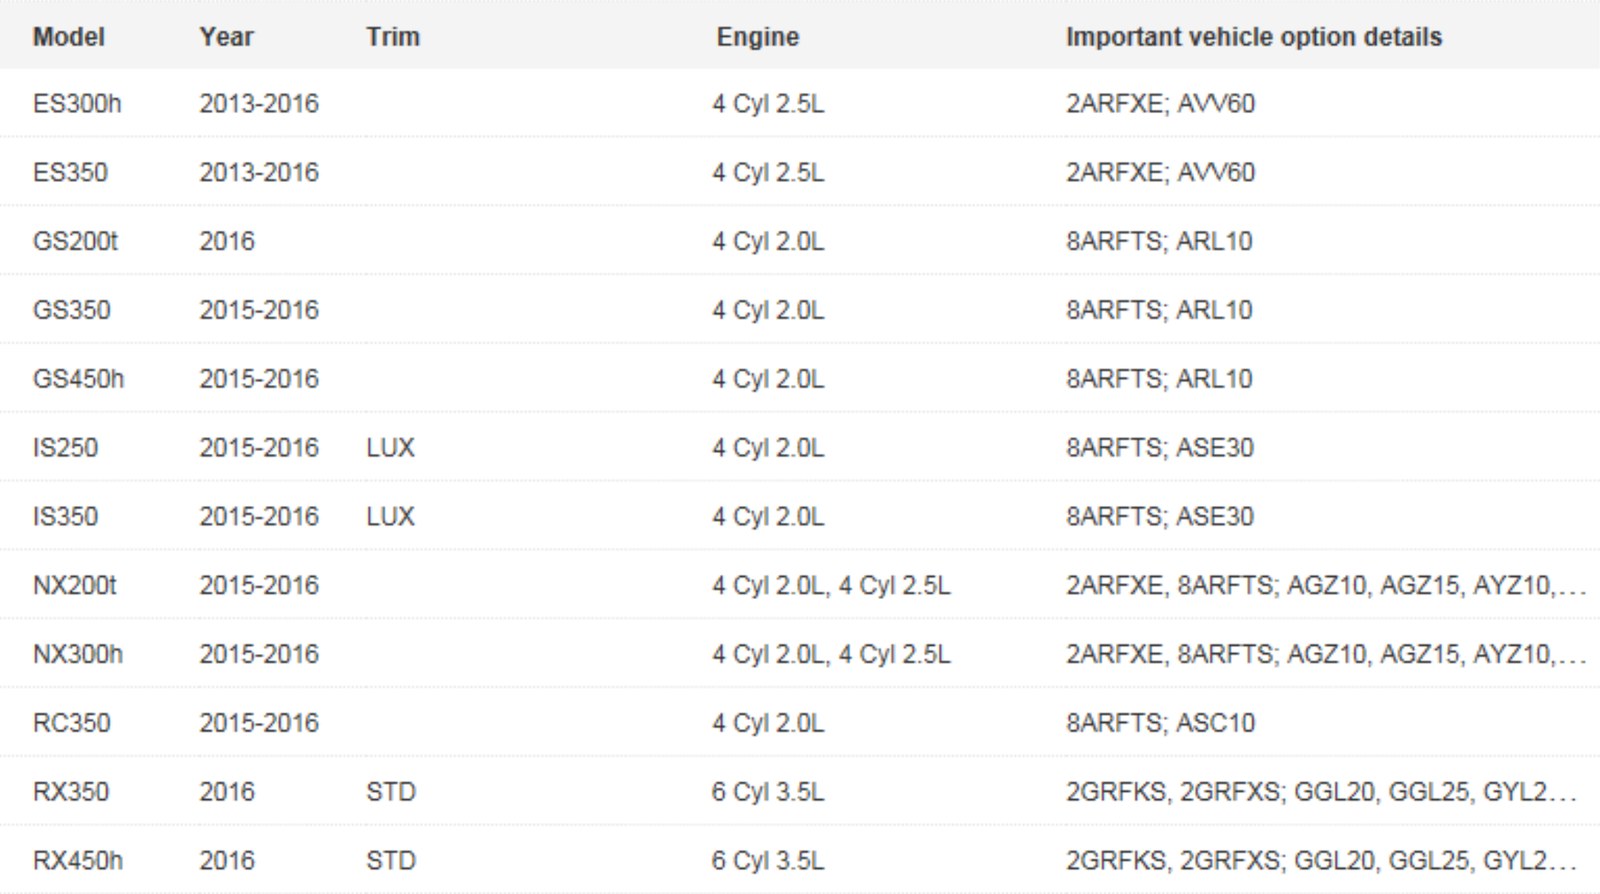 Model Year Trim Engine Important vehicle option details
ES300h 2013-2016 4 Cyl 2.5L 2ARFXE; AVV60
ES350 2013-2016 4 Cyl 2.5L 2ARFXE; AVV60
GS200t 2016 4 Cyl 2.0L 8ARFTS; ARL10
GS350 2015-2016 4 Cyl 2.0L 8ARFTS; ARL10
GS450h 2015-2016 4 Cyl 2.0L 8ARFTS; ARL10
IS250 2015-2016 LUX 4 Cyl 2.0L 8ARFTS; ASE30
IS350 2015-2016 LUX 4 Cyl 2.0L 8ARFTS; ASE30
NX200t 2015-2016 4 Cyl 2.0L, 4 Cyl 2.5L 2ARFXE, 8ARFTS; AGZ10, AGZ15, AYZ10,...
NX300h 2015-2016 4 Cyl 2.0L, 4 Cyl 2.5L 2ARFXE, 8ARFTS; AGZ10, AGZ15, AYZ10,...
RC350 2015-2016 4 Cyl 2.0L 8ARFTS; ASC10
RX350 2016 STD 6 Cyl 3.5L 2GRFKS, 2GRFXS; GGL20, GGL25, GYL2...
RX450h 2016 STD 6 Cyl 3.5L 2GRFKS, 2GRFXS; GGL20, GGL25, GYL2...